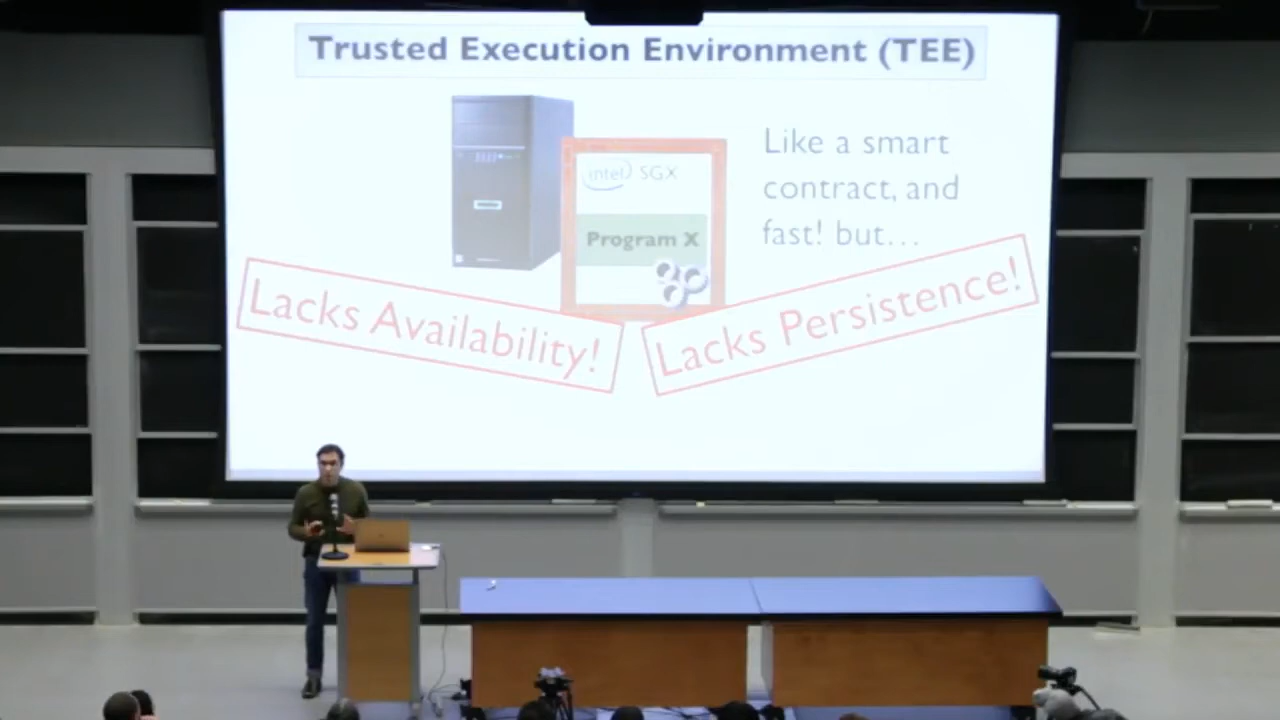 Trusted Execution Environment (TEE)
Like a smart
contract, and
fast! but...
intel SGX
Program X
Lacks Availability!
Lacks Persistence!